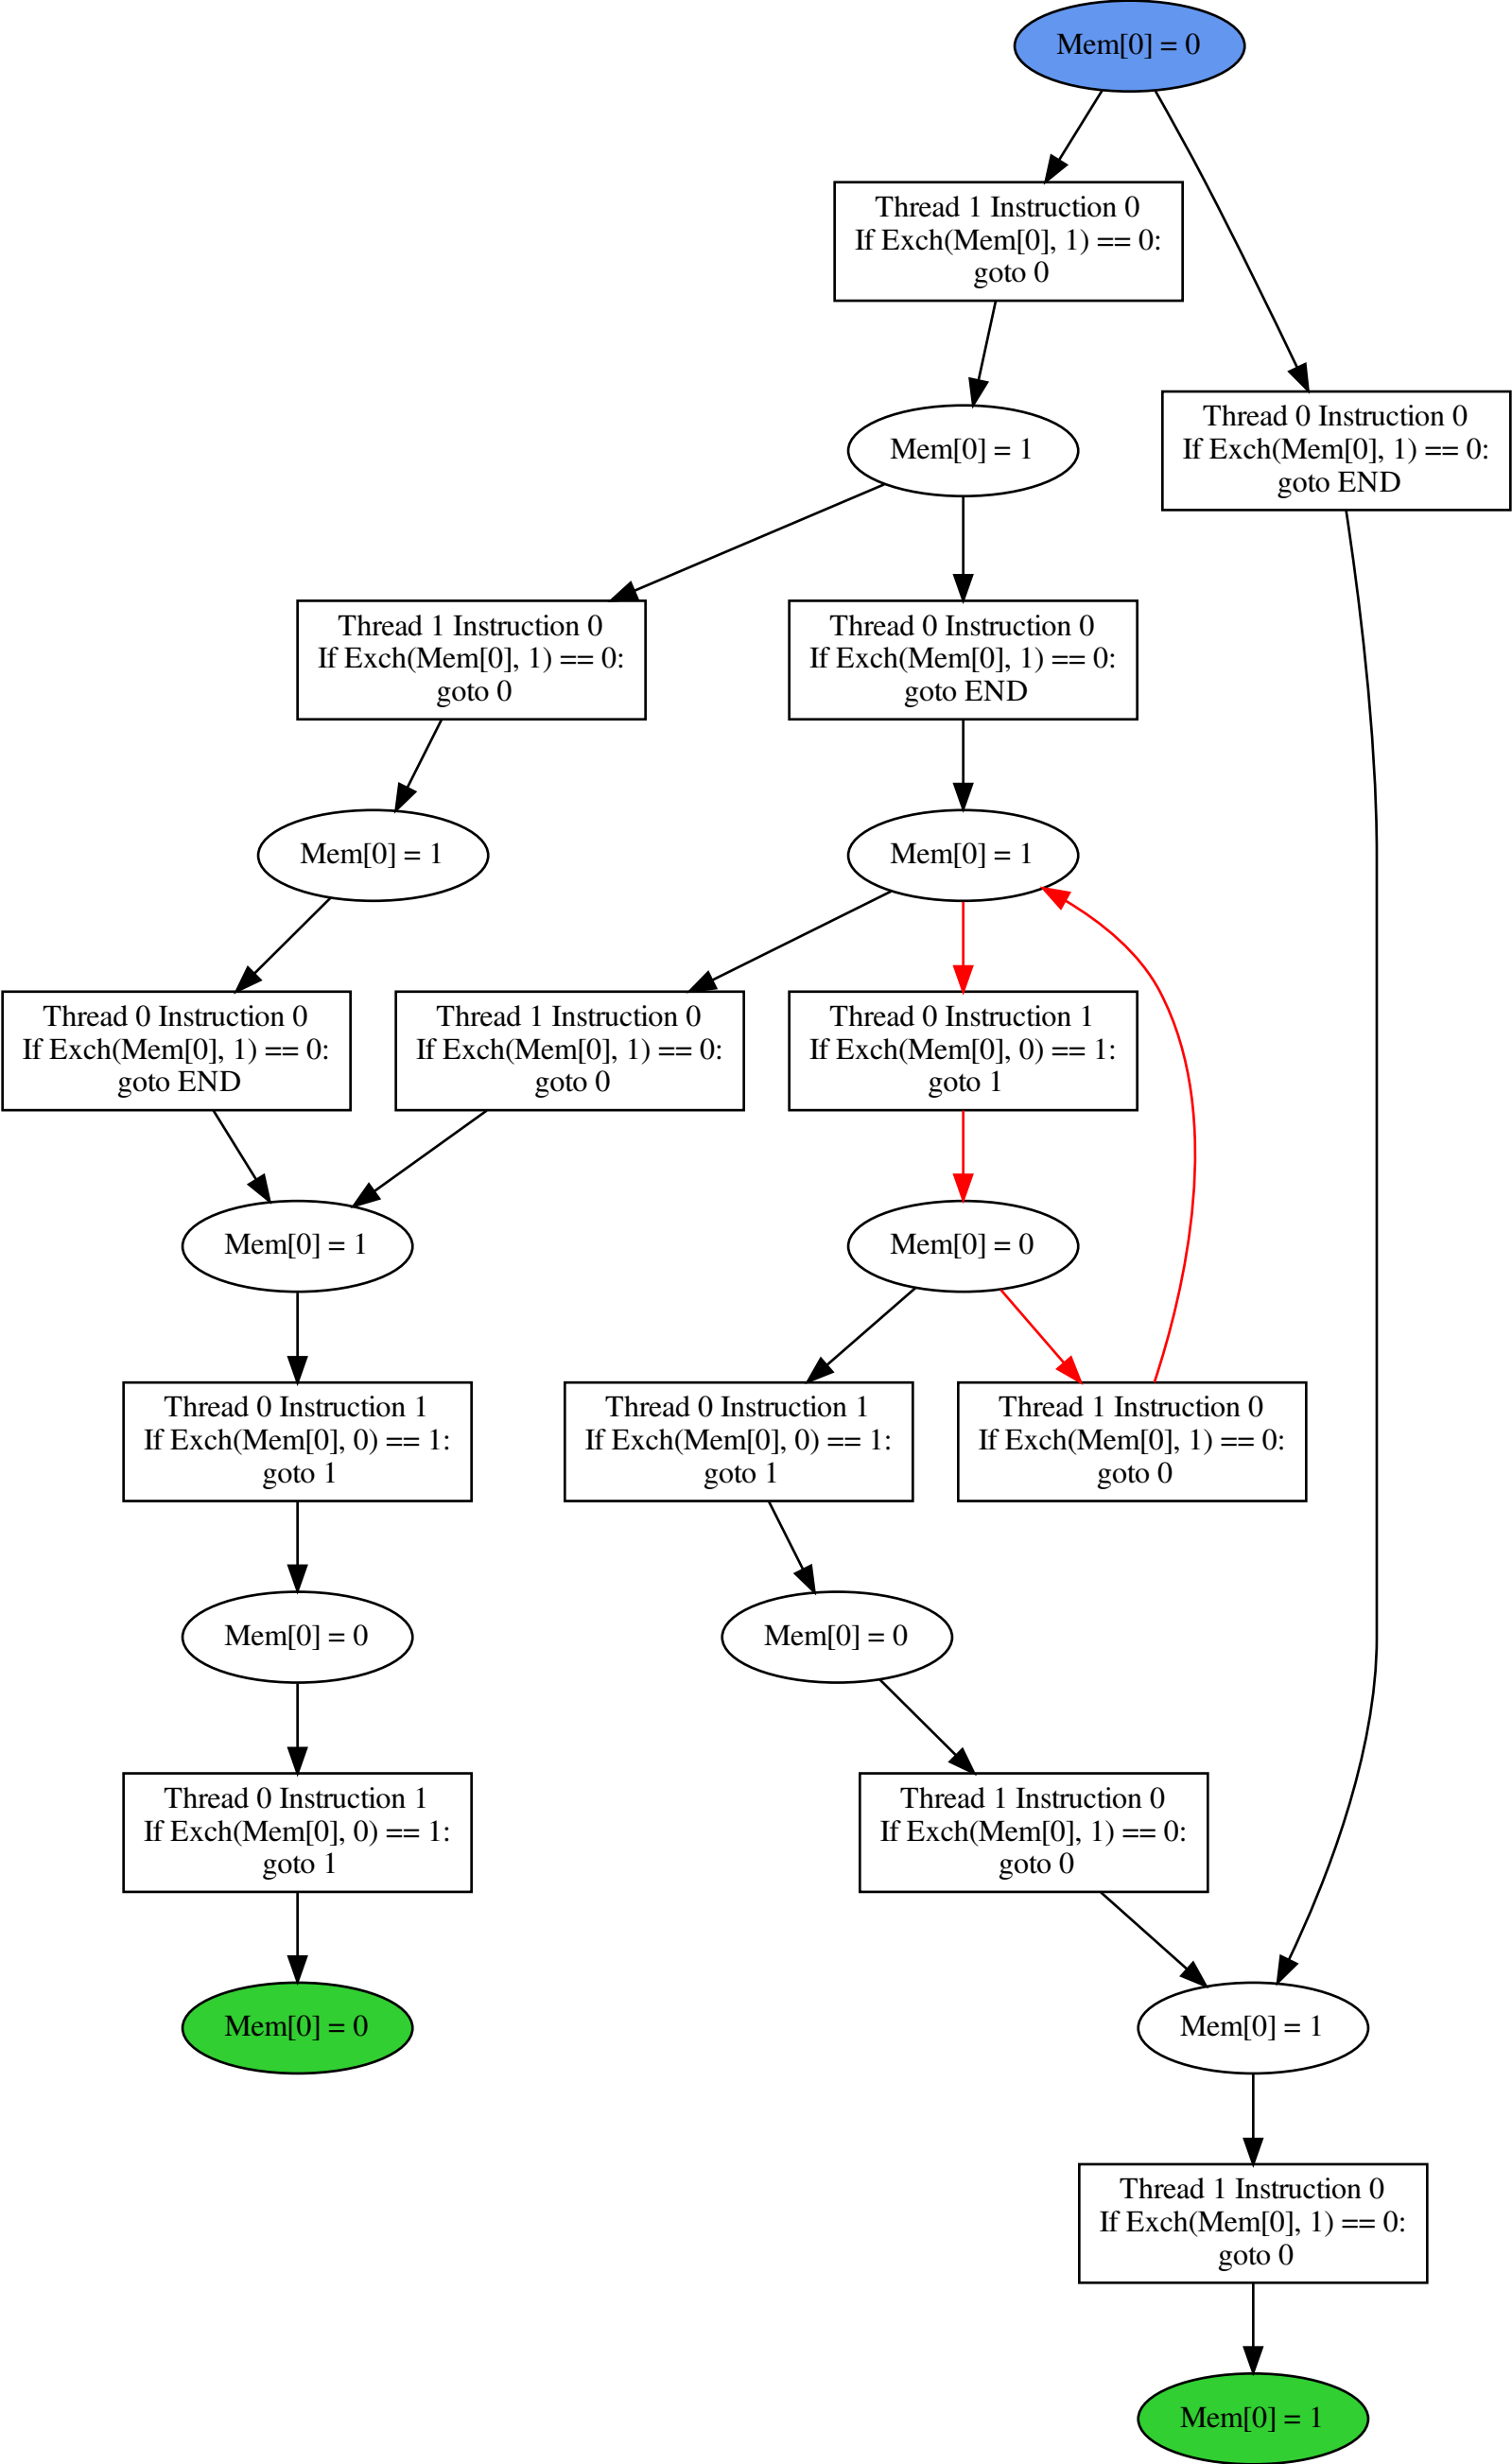 Mem[0] = 0
Thread 1 Instruction 0
If Exch(Mem[0], 1) == 0:
goto 0
Mem[0] = 1
Thread 0 Instruction 0
If Exch(Mem[0], 1) == 0:
goto END
Thread 1 Instruction 0
If Exch(Mem[0], 1) == 0:
goto 0
Thread 0 Instruction 0
If Exch(Mem[0], 1) == 0:
goto END
Mem[0] = 1
Mem[0] = 1
Thread 0 Instruction 0
If Exch(Mem[0], 1) == 0:
goto END
Thread 1 Instruction 0
If Exch(Mem[0], 1) == 0:
goto 0
Thread 0 Instruction 1
If Exch(Mem[0], 0) == 1:
goto 1
Mem[0] = 1
Mem[0] = 0
Thread 0 Instruction 1
If Exch(Mem[0], 0) == 1:
goto 1
Thread 0 Instruction 1
If Exch(Mem[0], 0) == 1:
goto 1
Thread 1 Instruction 0
If Exch(Mem[0], 1) == 0:
goto 0
Mem[0] = 0
Mem[0] = 0
Thread 0 Instruction 1
If Exch(Mem[0], 0) == 1:
goto 1
Thread 1 Instruction 0
If Exch(Mem[0], 1) == 0:
goto 0
Mem[0] = 0
Mem[0] = 1
Thread 1 Instruction 0
If Exch(Mem[0], 1) == 0:
goto 0
Mem[0] = 1